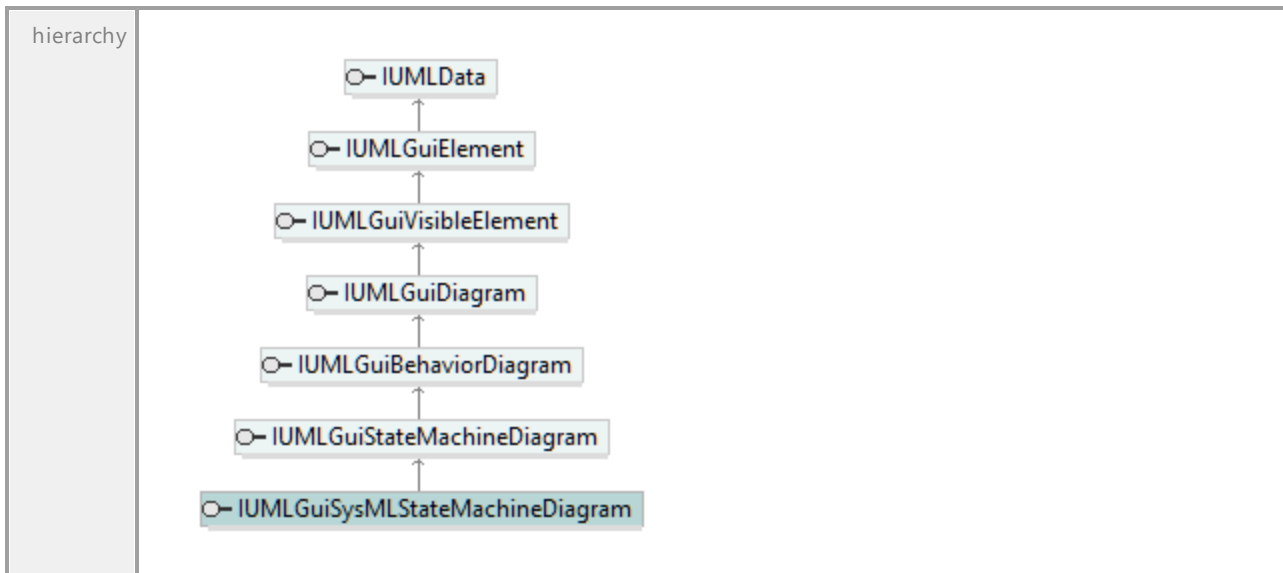 hierarchy
IUMLData
IUMLGuiElement
IUMLGuiVisibleElement
IUMLGuiDiagram
IUMLGuiBehaviorDiagram
IUMLGuiStateMachineDiagram
IUMLGuiSysMLStateMachineDiagram